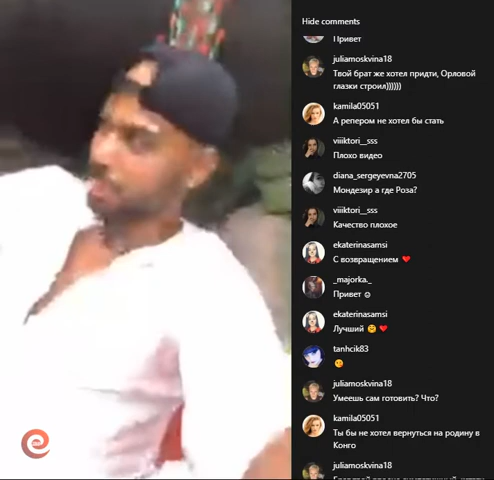 Hide comments
Привет
juliamoskvina18
Твой брат же хотел придти, Орловой
глазки строил))))))
kamila05051
А репером не хотел бы стать
viiiktori__sss
Плохо видео
diana_sergeyevna2705
Мондезир а где Роза?
viiiktori__sss
Качество плохое
ekaterinasamsi
С возвращением
_majorka._
Привет
ekaterinasamsi
Лучший
tanhcik83
juliamoskvina18
Умеешь сам готовить? Что?
kamila05051
Ты бы не хотел вернуться на родину в
Конго
juliamoskvina18